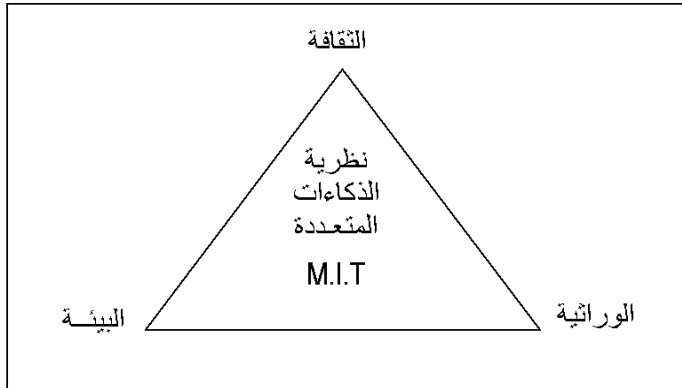 الثقافة
نظرية
الذكاءات
المتعددة
M.I.T
الوراثية
البيئــة